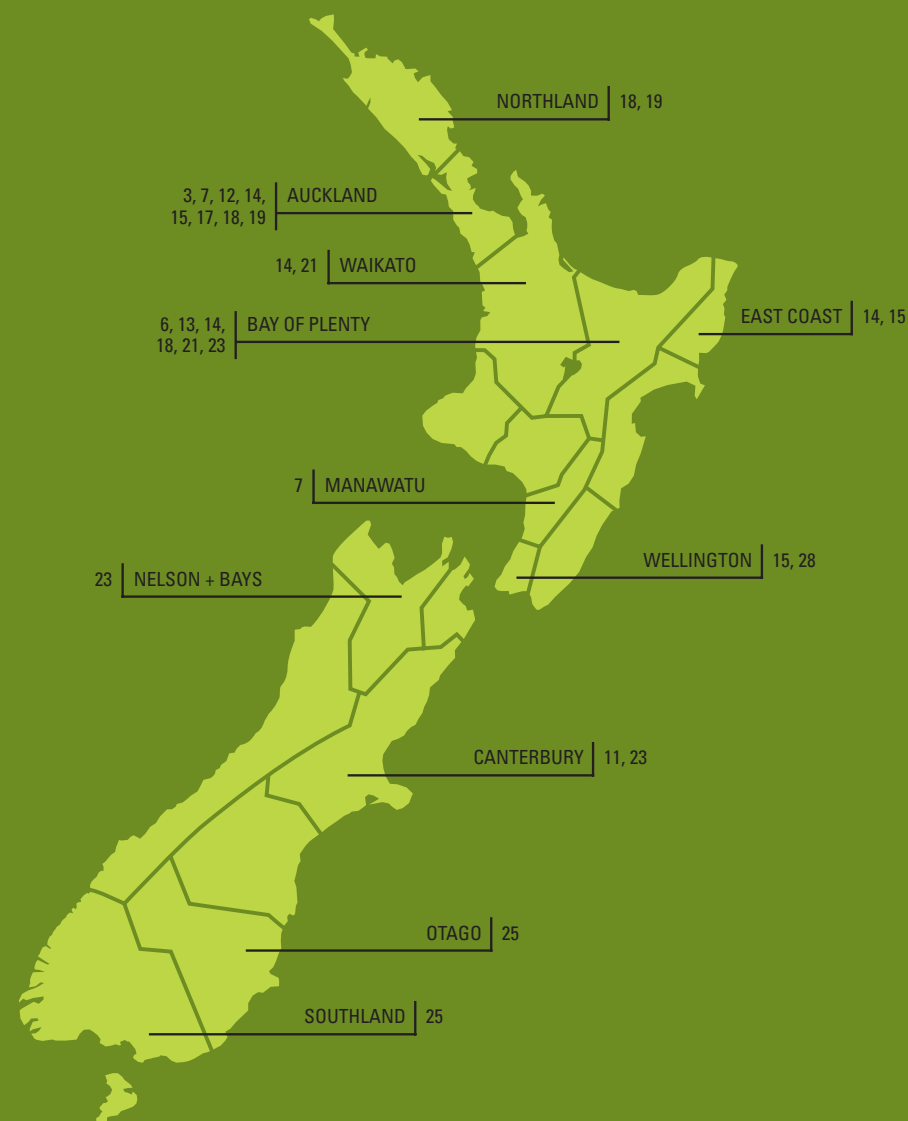 NORTHLAND 18, 19
3, 7, 12, 14, AUCKLAND
15, 17, 18, 19
14, 21 WAIKATO
EAST COAST 14, 15
6, 13, 14, BAY OF PLENTY
18, 21, 23
7 MANAWATU
WELLINGTON 15, 28
23 NELSON + BAYS
CANTERBURY 11, 23
OTAGO 25
SOUTHLAND 25